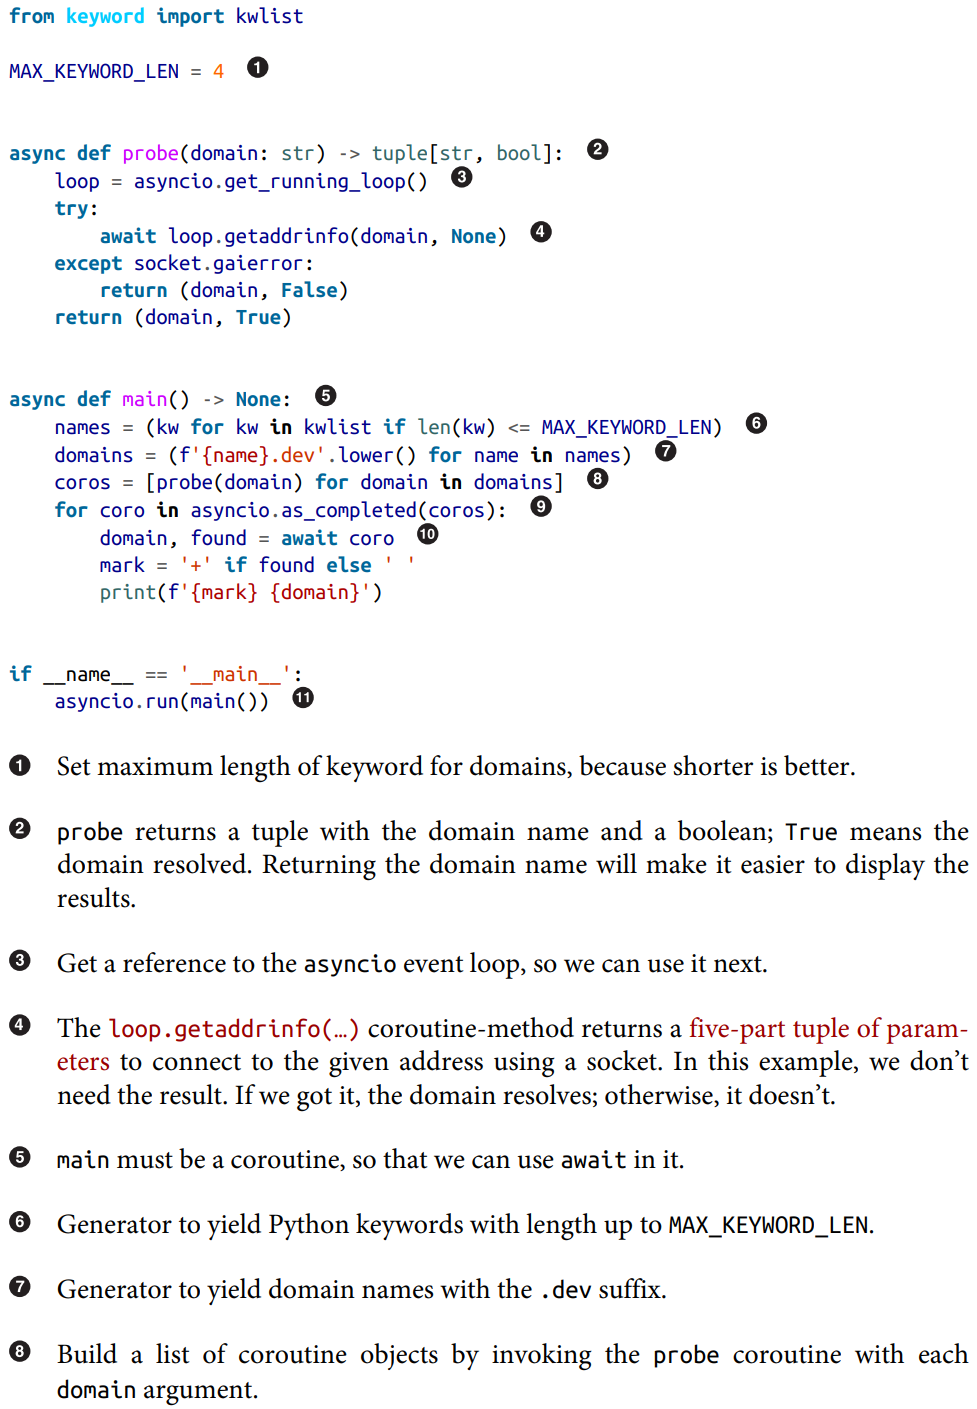 from keyword import kwlist
MAX_KEYWORD_LEN = 4 ❶
async def probe(domain: str) -> tuple[str, bool]: ❷
    loop = asyncio.get_running_loop() ❸
    try:
        await loop.getaddrinfo(domain, None) ❹
    except socket.gaierror:
        return (domain, False)
    return (domain, True)
async def main() -> None: ❺
    names = (kw for kw in kwlist if len(kw) <= MAX_KEYWORD_LEN) ❻
    domains = (f'{name}.dev'.lower() for name in names) ❼
    coros = [probe(domain) for domain in domains] ❽
    for coro in asyncio.as_completed(coros): ❾
        domain, found = await coro ❿
        mark = '+' if found else ' '
        print(f'{mark} {domain}')
if __name__ == '__main__':
    asyncio.run(main()) ⓫
❶ Set maximum length of keyword for domains, because shorter is better.
❷ probe returns a tuple with the domain name and a boolean; True means the
domain resolved. Returning the domain name will make it easier to display the
results.
❸ Get a reference to the asyncio event loop, so we can use it next.
❹ The loop.getaddrinfo(…) coroutine-method returns a five-part tuple of param-
eters to connect to the given address using a socket. In this example, we don’t
need the result. If we got it, the domain resolves; otherwise, it doesn’t.
❺ main must be a coroutine, so that we can use await in it.
❻ Generator to yield Python keywords with length up to MAX_KEYWORD_LEN.
❼ Generator to yield domain names with the .dev suffix.
❽ Build a list of coroutine objects by invoking the probe coroutine with each
domain argument.